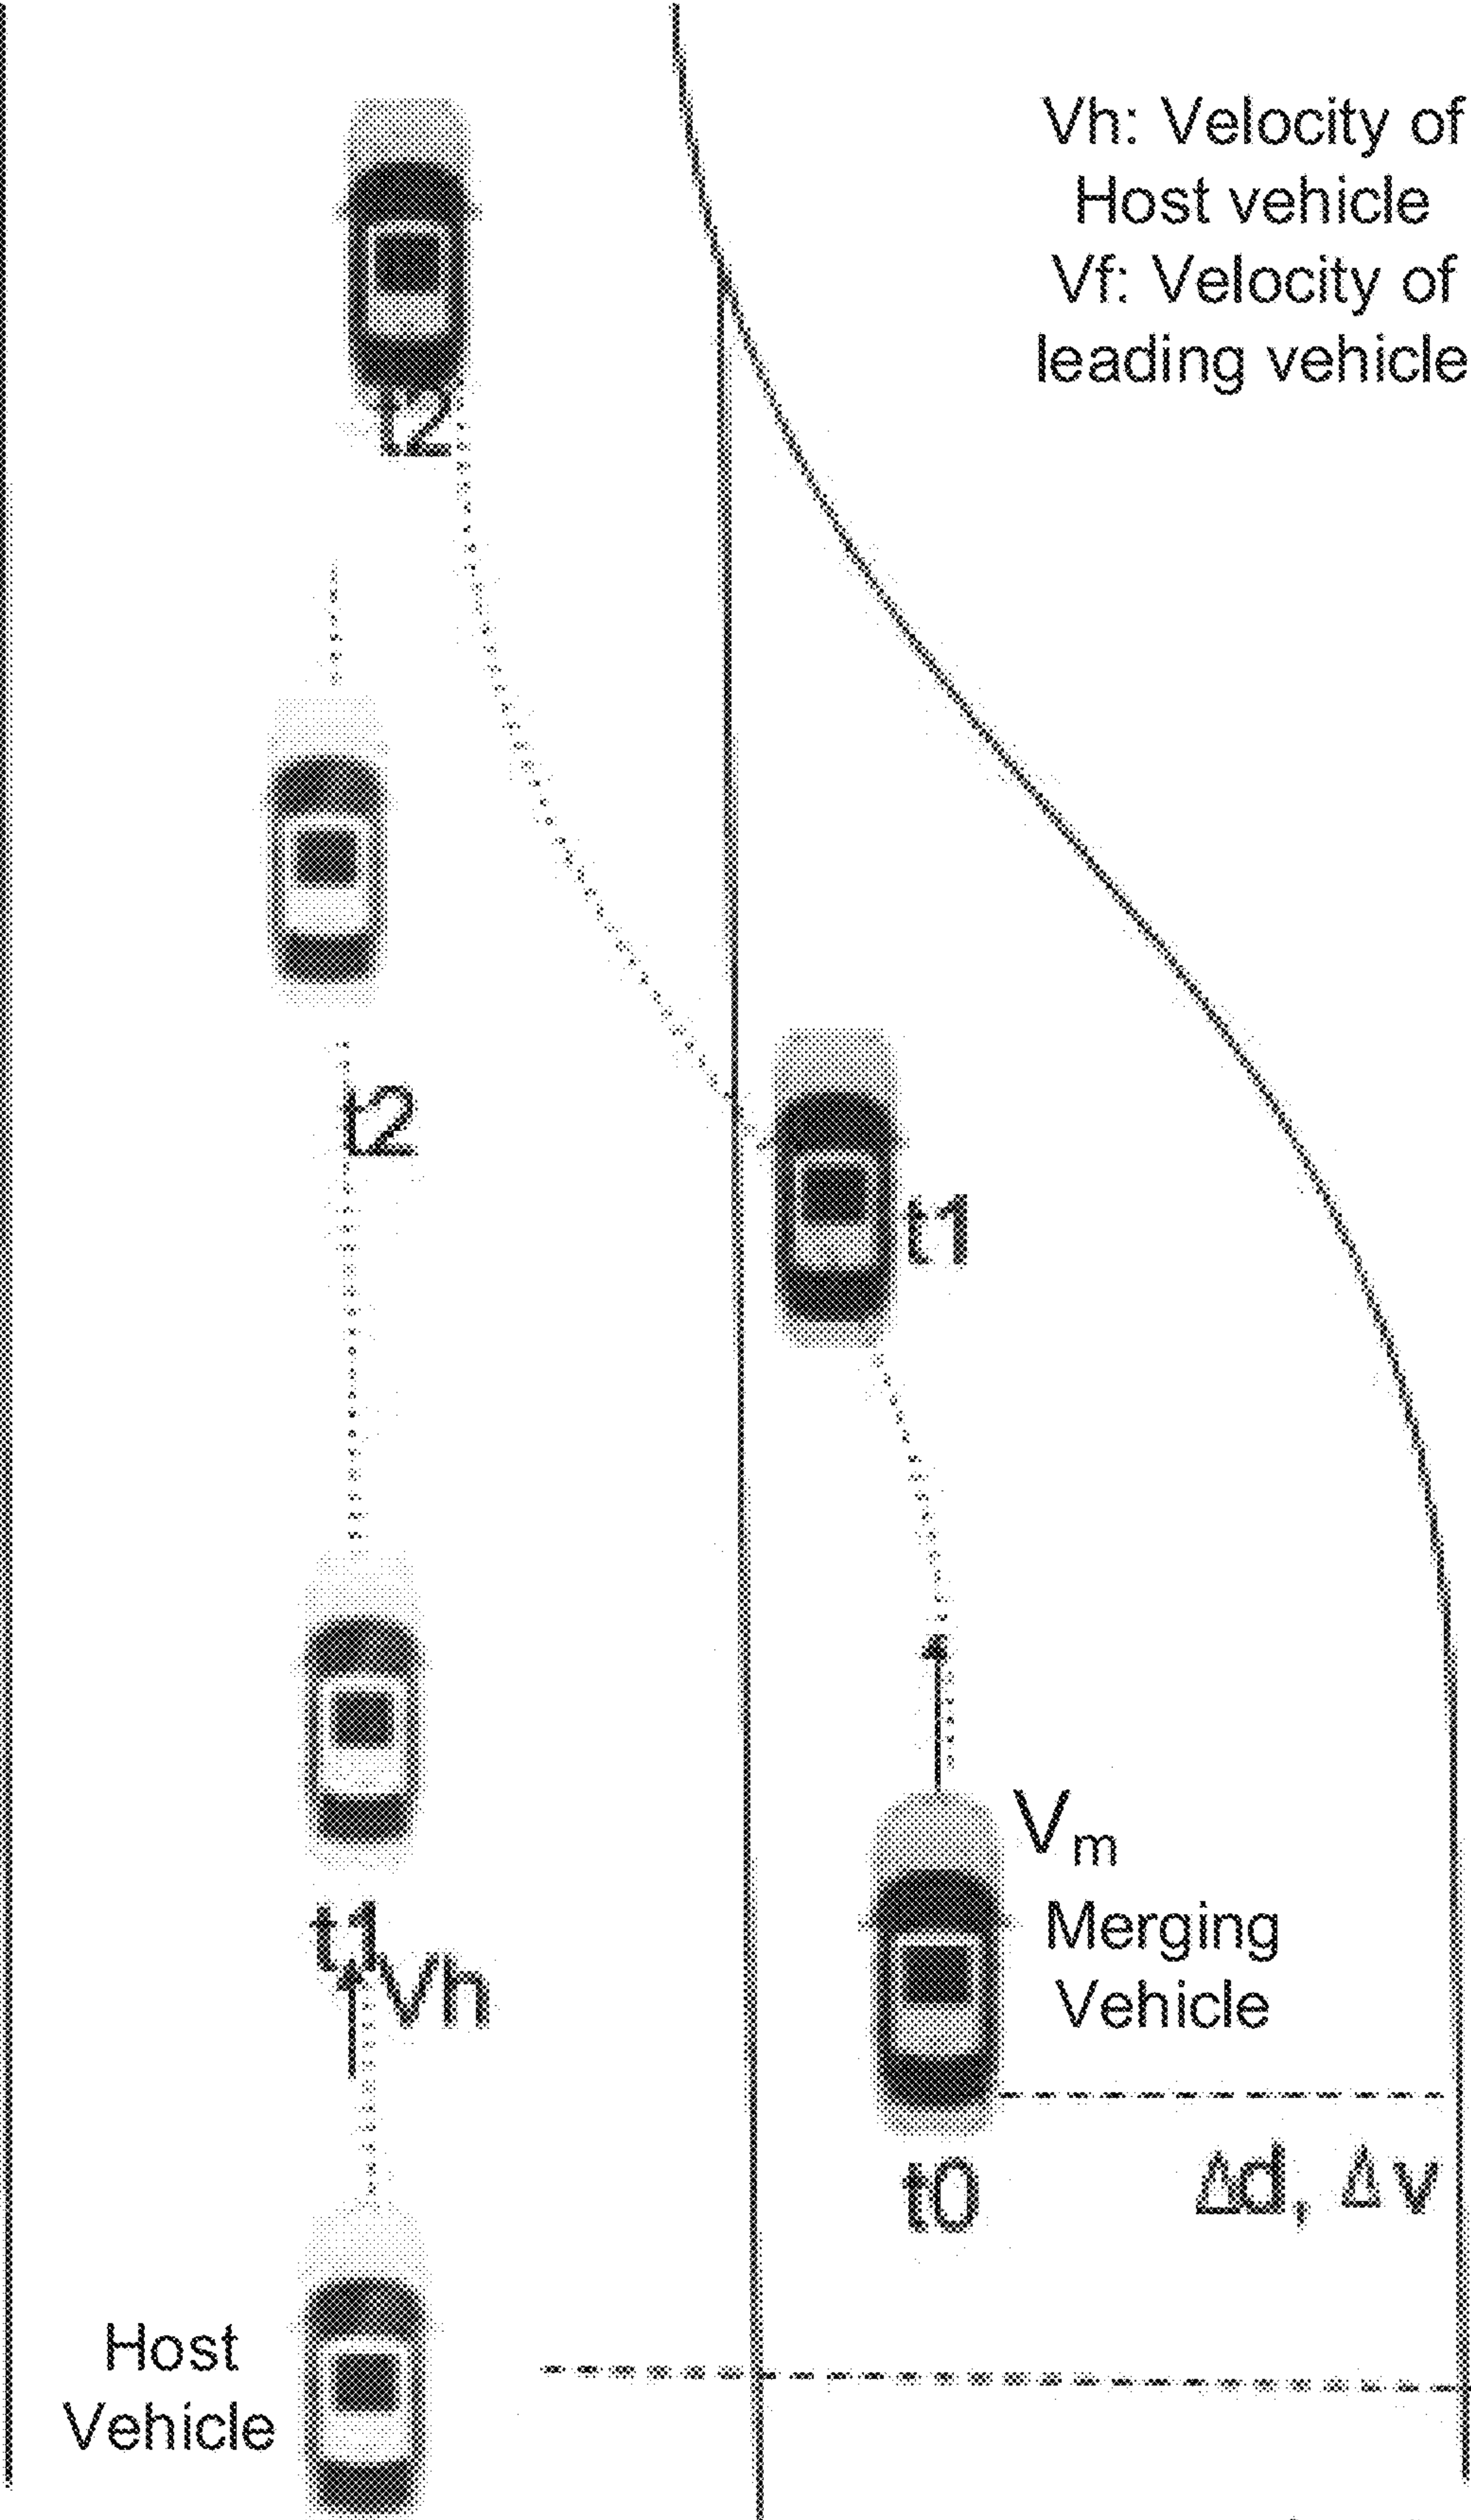 Vh: Velocity of
Host vehicle
Vf: Velocity of
leading vehicle
t2
t2
t1
Vm
Merging
Vehicle
t1
Vh
t0
Δd, Δv
Host
Vehicle